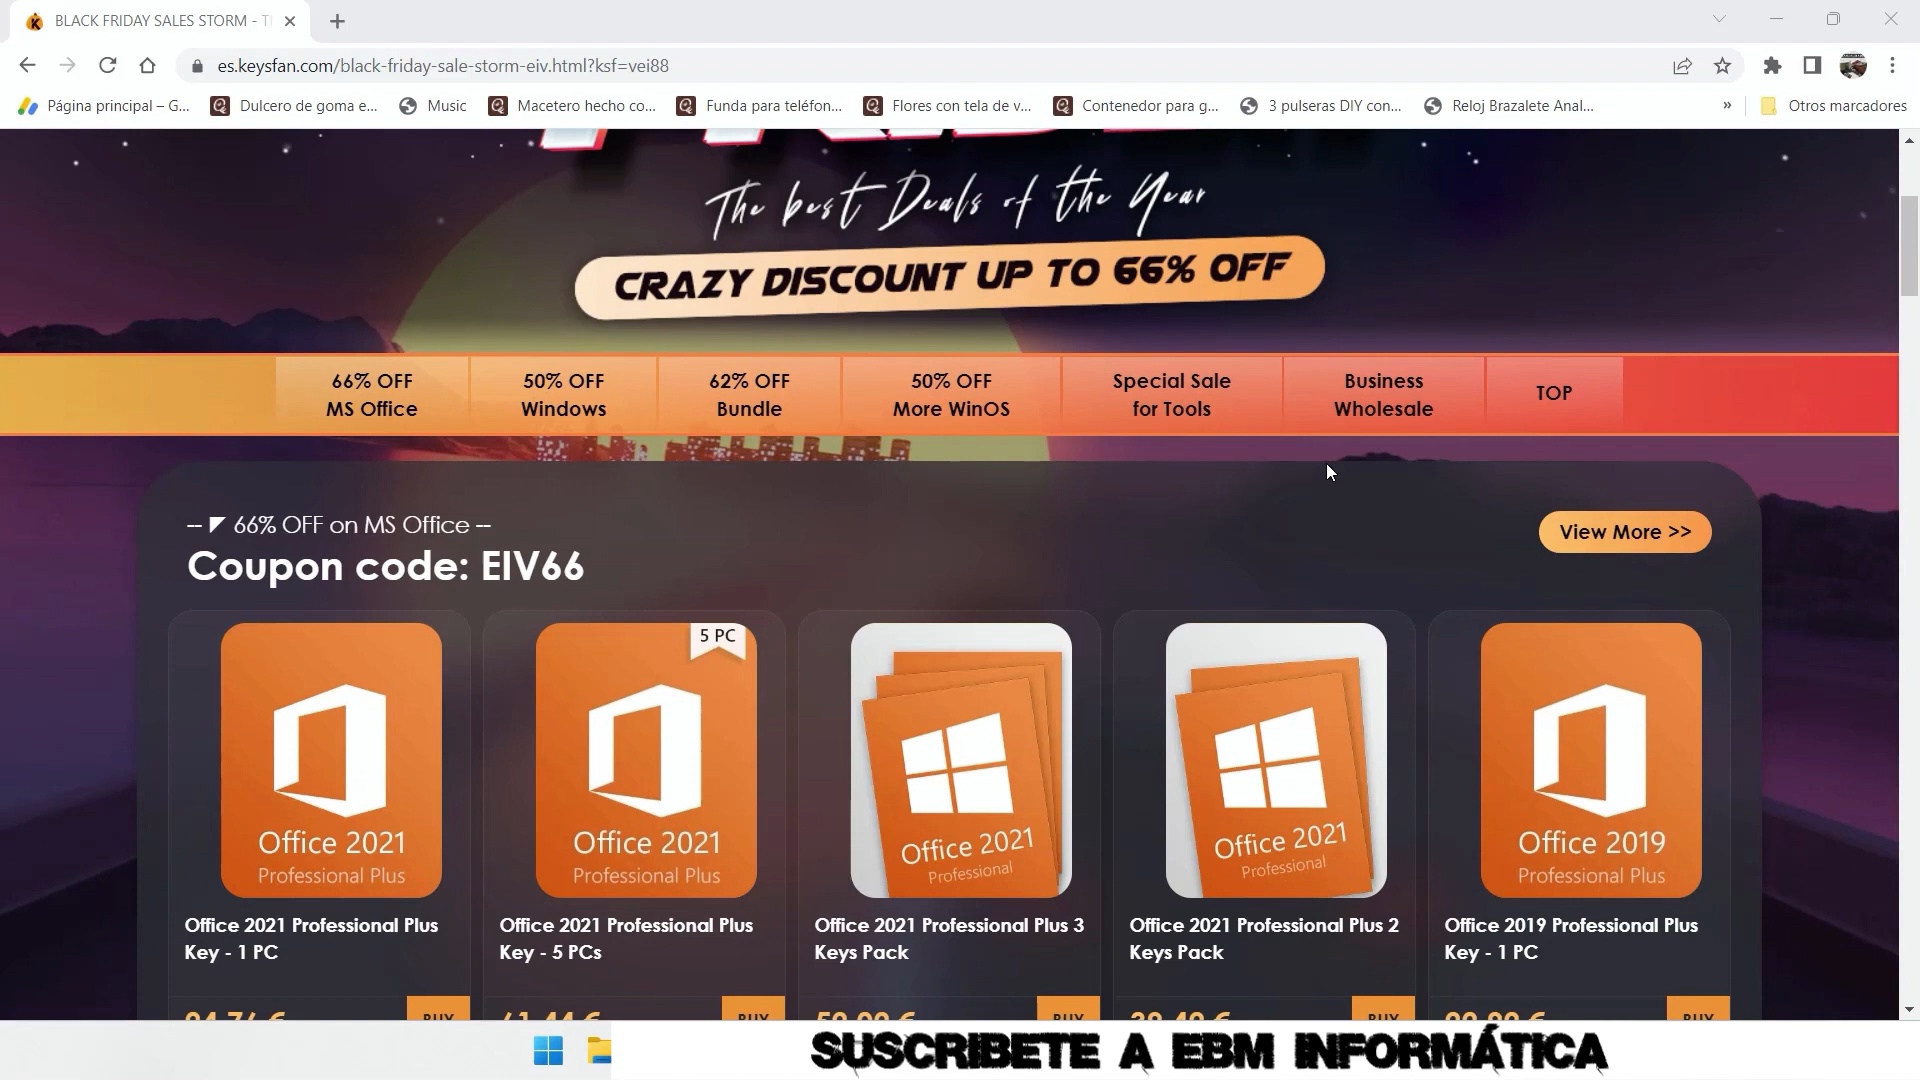 BLACK FRIDAY SALES STORM - T
es.keysfan.com/black-friday-sale-storm-eiv.html?ksf=vei88
Página principal – G...
Dulcero de goma e...
Music
Macetero hecho co...
Funda para teléfon...
Flores con tela de v...
Contenedor para g...
3 pulseras DIY con...
Reloj Brazalete Anal...
»
Otros marcadores
The best Deals of the Year
CRAZY DISCOUNT UP TO 66% OFF
66% OFF
MS Office
50% OFF
Windows
62% OFF
Bundle
50% OFF
More WinOS
Special Sale
for Tools
Business
Wholesale
TOP
-- ◤ 66% OFF on MS Office --
Coupon code: EIV66
View More >>
Office 2021
Professional Plus
5 PC
Office 2021
Professional Plus
Office 2021
Professional
Office 2021
Professional
Office 2019
Professional Plus
Office 2021 Professional Plus
Key - 1 PC
Office 2021 Professional Plus
Key - 5 PCs
Office 2021 Professional Plus 3
Keys Pack
Office 2021 Professional Plus 2
Keys Pack
Office 2019 Professional Plus
Key - 1 PC
BUY
BUY
BUY
BUY
BUY
SUSCRIBETE A EBM INFORMÁTICA